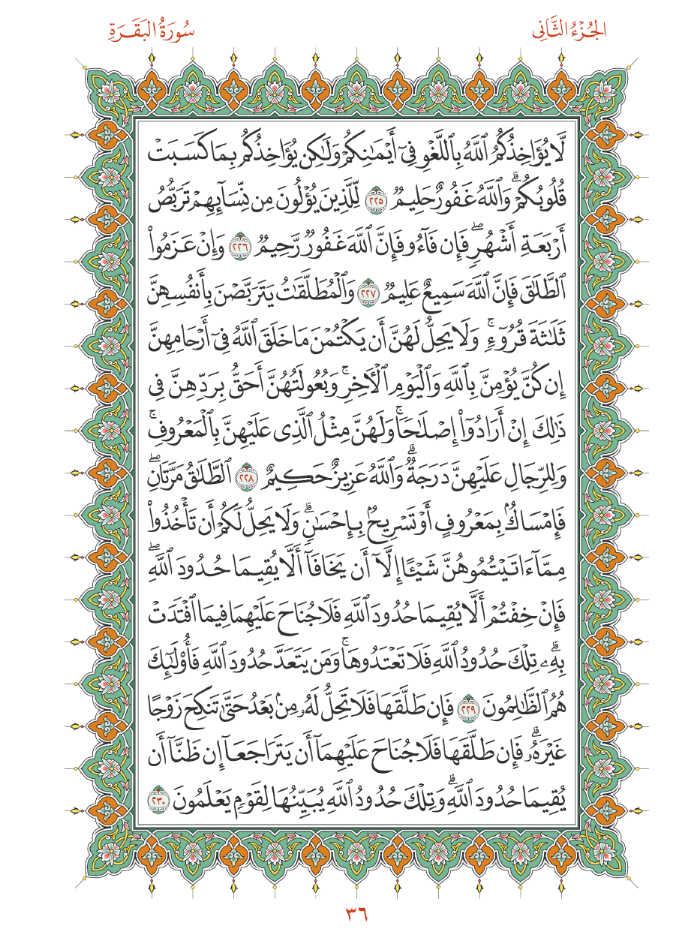 الجُزْءُ الثَّانِي
سُورَةُ البَقَرَةِ
لَّا يُؤَاخِذُكُمُ ٱللَّهُ بِٱللَّغْوِ فِىٓ أَيْمَٰنِكُمْ وَلَٰكِن يُؤَاخِذُكُم بِمَا كَسَبَتْ
قُلُوبُكُمْ ۗ وَٱللَّهُ غَفُورٌ حَلِيمٌ ٢٢٥ لِّلَّذِينَ يُؤْلُونَ مِن نِّسَآئِهِمْ تَرَبُّصُ
أَرْبَعَةِ أَشْهُرٍ ۖ فَإِن فَآءُو فَإِنَّ ٱللَّهَ غَفُورٌ رَّحِيمٌ ٢٢٦ وَإِنْ عَزَمُوا۟
ٱلطَّلَٰقَ فَإِنَّ ٱللَّهَ سَمِيعٌ عَلِيمٌ ٢٢٧ وَٱلْمُطَلَّقَٰتُ يَتَرَبَّصْنَ بِأَنفُسِهِنَّ
ثَلَٰثَةَ قُرُوٓءٍ ۚ وَلَا يَحِلُّ لَهُنَّ أَن يَكْتُمْنَ مَا خَلَقَ ٱللَّهُ فِىٓ أَرْحَامِهِنَّ
إِن كُنَّ يُؤْمِنَّ بِٱللَّهِ وَٱلْيَوْمِ ٱلْءَاخِرِ ۚ وَبُعُولَتُهُنَّ أَحَقُّ بِرَدِّهِنَّ فِى
ذَٰلِكَ إِنْ أَرَادُوٓا۟ إِصْلَٰحًا ۚ وَلَهُنَّ مِثْلُ ٱلَّذِى عَلَيْهِنَّ بِٱلْمَعْرُوفِ ۚ
وَلِلرِّجَالِ عَلَيْهِنَّ دَرَجَةٌ ۗ وَٱللَّهُ عَزِيزٌ حَكِيمٌ ٢٢٨ ٱلطَّلَٰقُ مَرَّتَانِ ۖ
فَإِمْسَاكٌۢ بِمَعْرُوفٍ أَوْ تَسْرِيحٌۢ بِإِحْسَٰنٍ ۗ وَلَا يَحِلُّ لَكُمْ أَن تَأْخُذُوا۟
مِمَّآ ءَاتَيْتُمُوهُنَّ شَيْـًٔا إِلَّآ أَن يَخَافَآ أَلَّا يُقِيمَا حُدُودَ ٱللَّهِ ۖ
فَإِنْ خِفْتُمْ أَلَّا يُقِيمَا حُدُودَ ٱللَّهِ فَلَا جُنَاحَ عَلَيْهِمَا فِيمَا ٱفْتَدَتْ
بِهِۦ ۗ تِلْكَ حُدُودُ ٱللَّهِ فَلَا تَعْتَدُوهَا ۚ وَمَن يَتَعَدَّ حُدُودَ ٱللَّهِ فَأُو۟لَٰٓئِكَ
هُمُ ٱلظَّٰلِمُونَ ٢٢٩ فَإِن طَلَّقَهَا فَلَا تَحِلُّ لَهُۥ مِنۢ بَعْدُ حَتَّىٰ تَنكِحَ زَوْجًا
غَيْرَهُۥ ۗ فَإِن طَلَّقَهَا فَلَا جُنَاحَ عَلَيْهِمَآ أَن يَتَرَاجَعَآ إِن ظَنَّآ أَن
يُقِيمَا حُدُودَ ٱللَّهِ ۗ وَتِلْكَ حُدُودُ ٱللَّهِ يُبَيِّنُهَا لِقَوْمٍ يَعْلَمُونَ ٢٣٠
٣٦